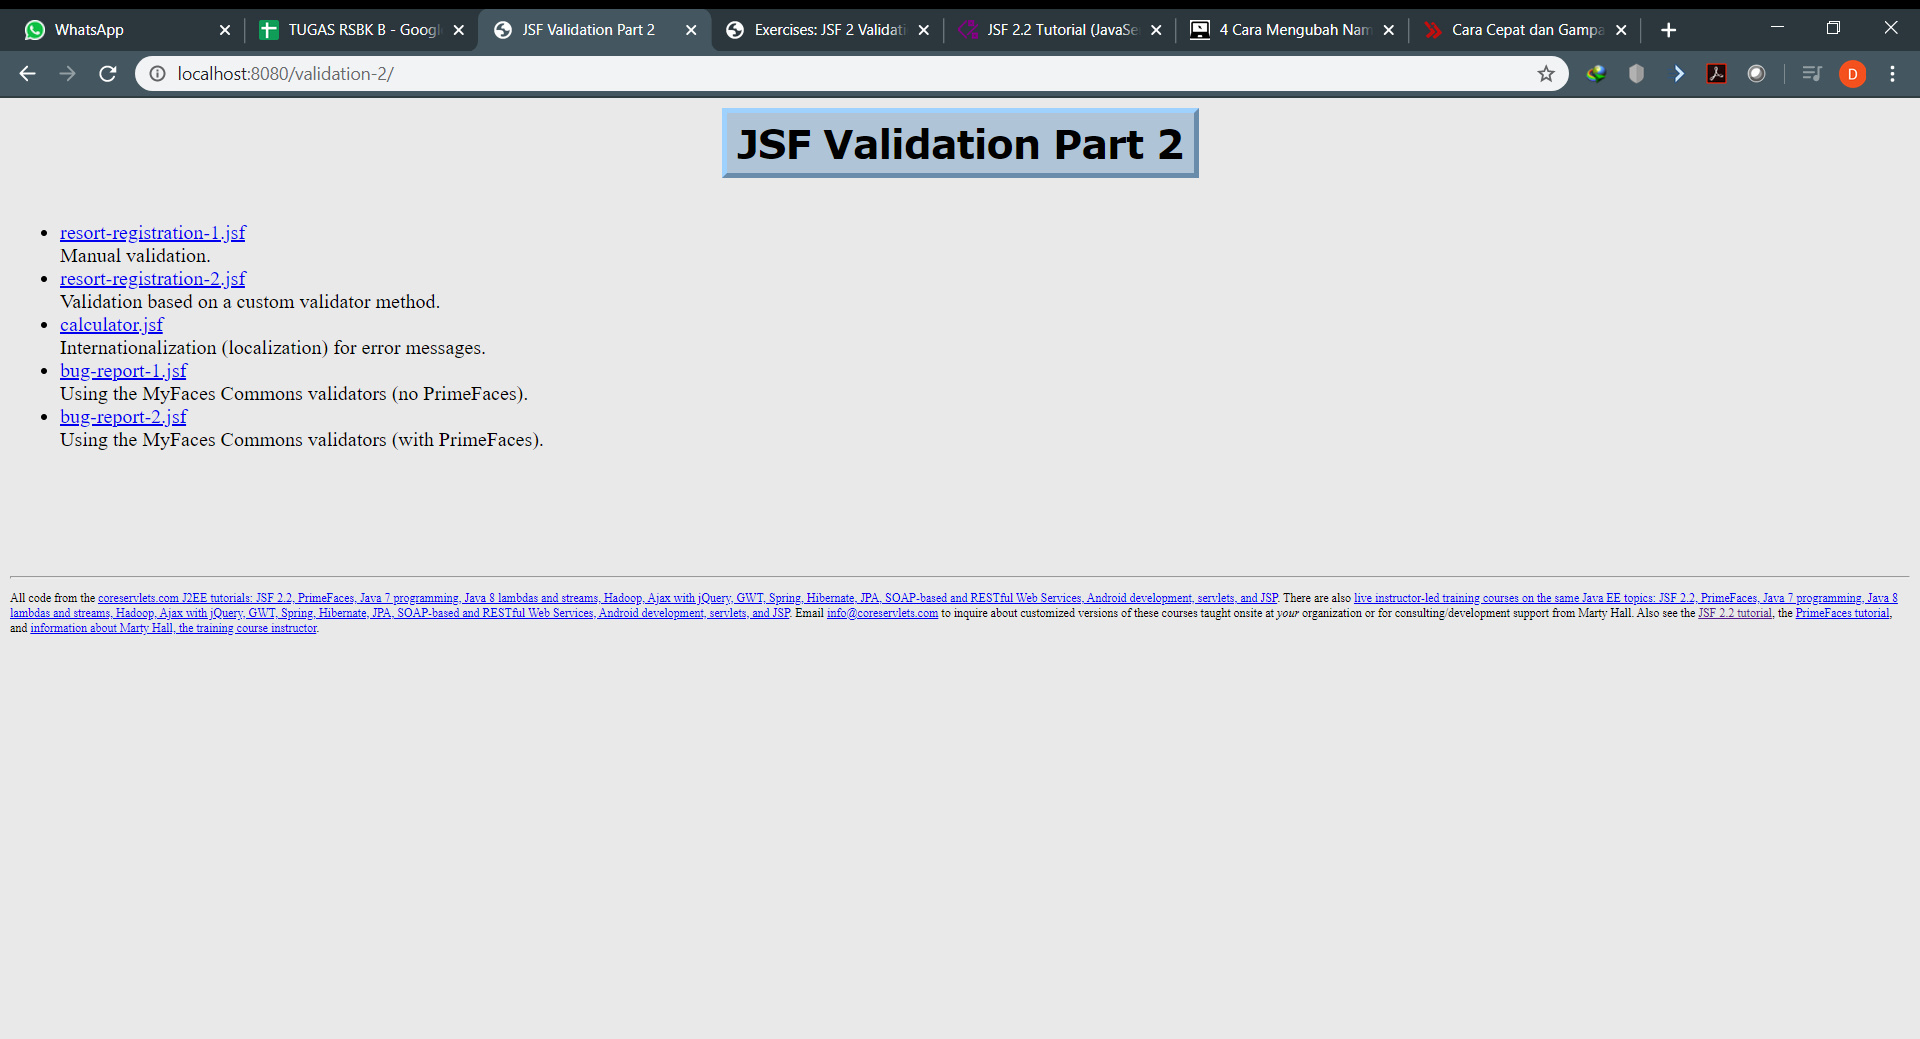 WhatsApp
TUGAS RSBK B - Googl
JSF Validation Part 2
Exercises: JSF 2 Validati
JSF 2.2 Tutorial (JavaSe
4 Cara Mengubah Nam
Cara Cepat dan Gampa
localhost:8080/validation-2/
D
JSF Validation Part 2
• resort-registration-1.jsf
Manual validation.
• resort-registration-2.jsf
Validation based on a custom validator method.
• calculator.jsf
Internationalization (localization) for error messages.
• bug-report-1.jsf
Using the MyFaces Commons validators (no PrimeFaces).
• bug-report-2.jsf
Using the MyFaces Commons validators (with PrimeFaces).
All code from the coreservlets.com J2EE tutorials: JSF 2.2, PrimeFaces, Java 7 programming, Java 8 lambdas and streams, Hadoop, Ajax with jQuery, GWT, Spring, Hibernate, JPA, SOAP-based and RESTful Web Services, Android development, servlets, and JSP. There are also live instructor-led training courses on the same Java EE topics: JSF 2.2, PrimeFaces, Java 7 programming, Java 8
lambdas and streams, Hadoop, Ajax with jQuery, GWT, Spring, Hibernate, JPA, SOAP-based and RESTful Web Services, Android development, servlets, and JSP. Email info@coreservlets.com to inquire about customized versions of these courses taught onsite at your organization or for consulting/development support from Marty Hall. Also see the JSF 2.2 tutorial, the PrimeFaces tutorial,
and information about Marty Hall, the training course instructor.